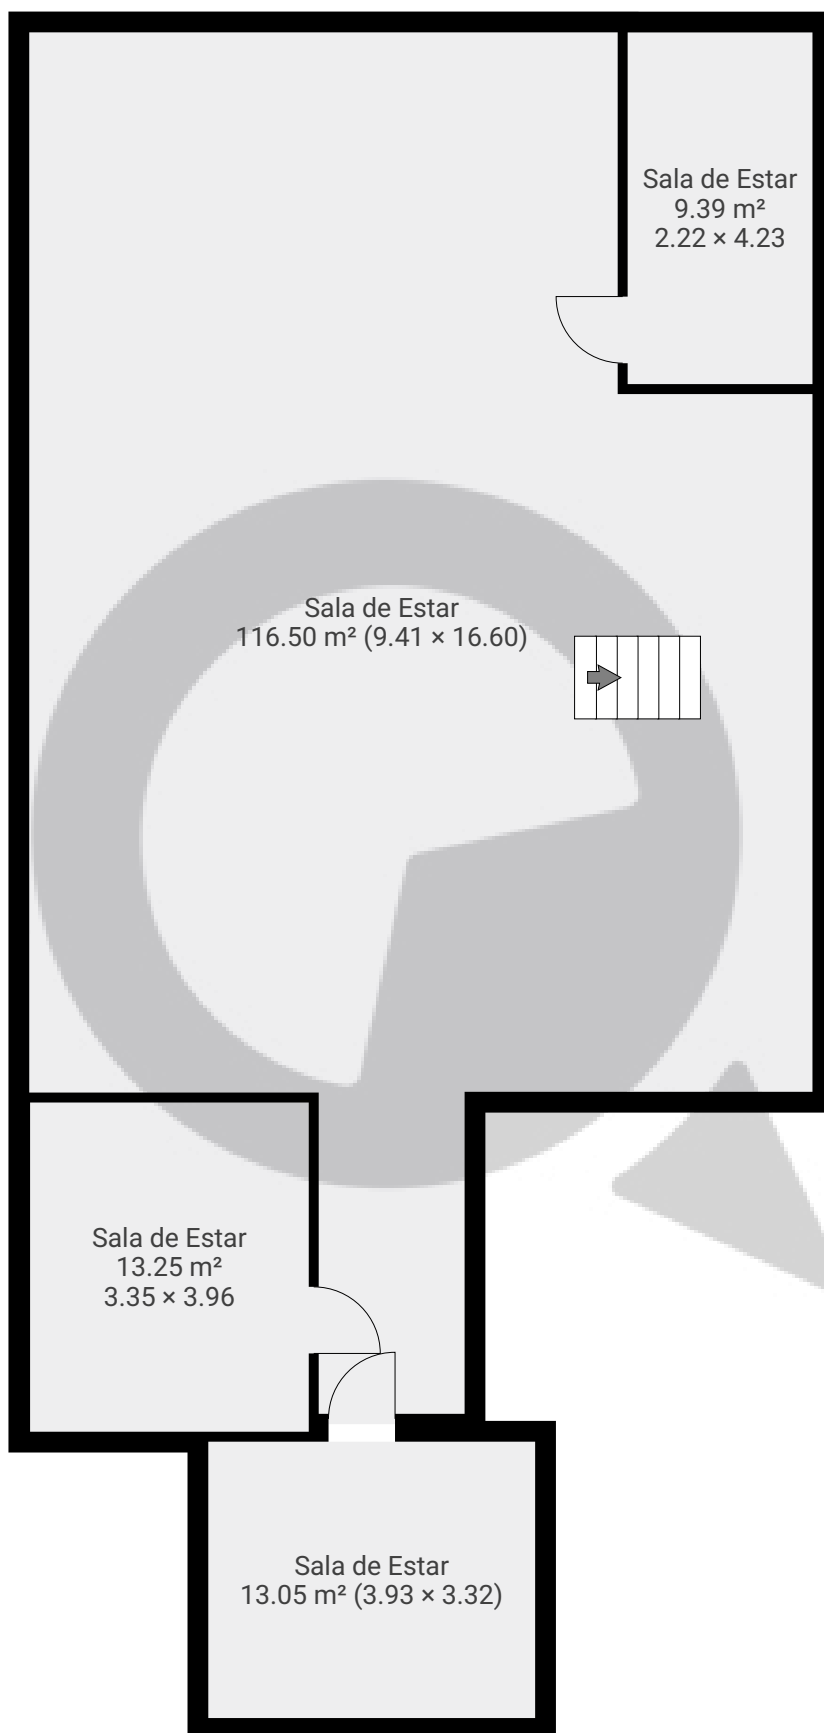 Sala de Estar
9.39 m²
2.22 × 4.23
Sala de Estar
116.50 m² (9.41 × 16.60)
Sala de Estar
13.25 m²
3.35 × 3.96
Sala de Estar
13.05 m² (3.93 × 3.32)